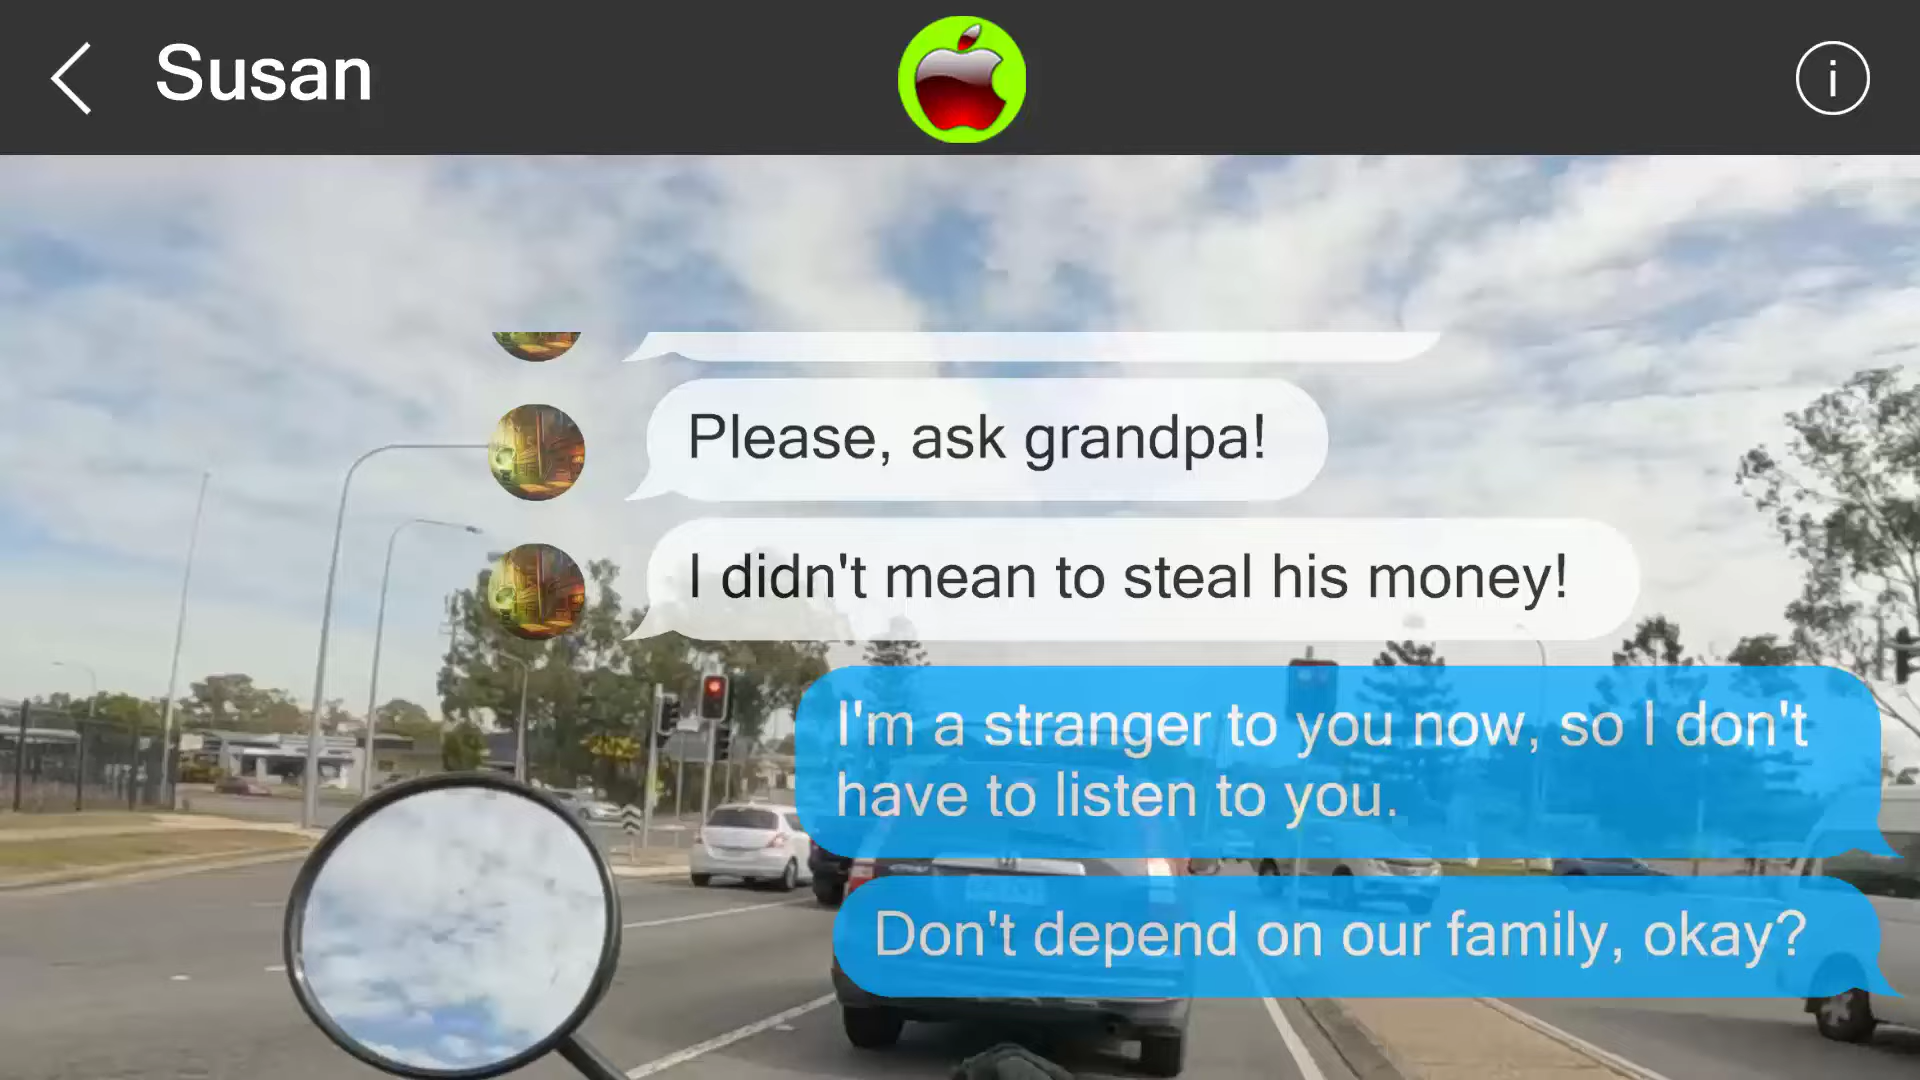 Susan
Please, ask grandpa!
I didn't mean to steal his money!
I'm a stranger to you now, so I don't
have to listen to you.
Don't depend on our family, okay?